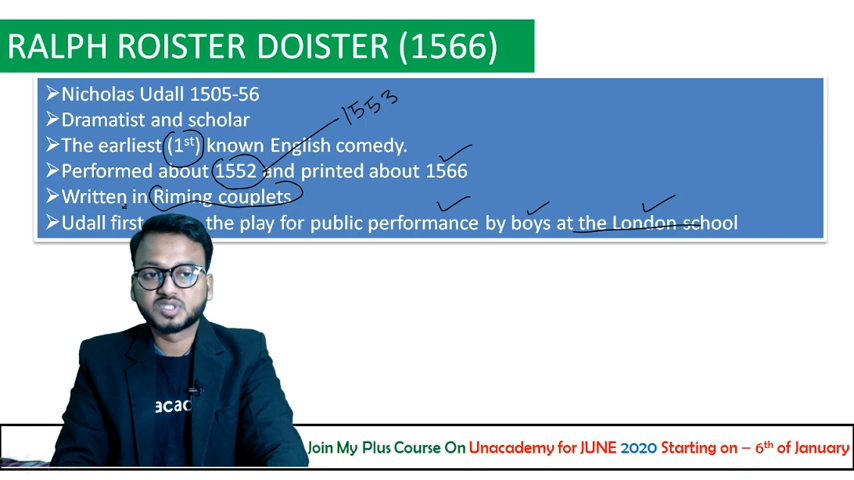 RALPH ROISTER DOISTER (1566)
➢Nicholas Udall 1505-56
➢Dramatist and scholar
1553
➢The earliest (1st) known English comedy.
➢Performed about 1552 and printed about 1566
➢Written in Riming couplets
➢Udall first the play for public performance by boys at the London school
acad
Join My Plus Course On Unacademy for JUNE 2020 Starting on – 6th of January